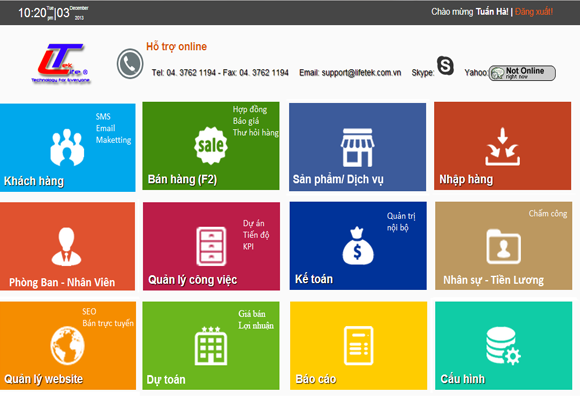 10:20 Tue pm |03 December 2013
Chào mừng Tuấn Hà! | Đăng xuất!
LT
Tek
Life ®
Technology For Everyone
Hỗ trợ online
Tel: 04. 3762 1194 - Fax: 04. 3762 1194 Email: support@lifetek.com.vn Skype: Yahoo: Not Online
right now
SMS
Email
Maketting
Khách hàng
Hợp đồng
Báo giá
Thư hỏi hàng
sale
Bán hàng (F2)
Sản phẩm/ Dịch vụ
Nhập hàng
Phòng Ban - Nhân Viên
Dự án
Tiến độ
KPI
Quản lý công việc
Quản trị
nội bộ
$
Kế toán
Chấm công
Nhân sự - Tiền Lương
SEO
Bán trực tuyến
Quản lý website
Giá bán
Lợi nhuận
Dự toán
Báo cáo
Cấu hình